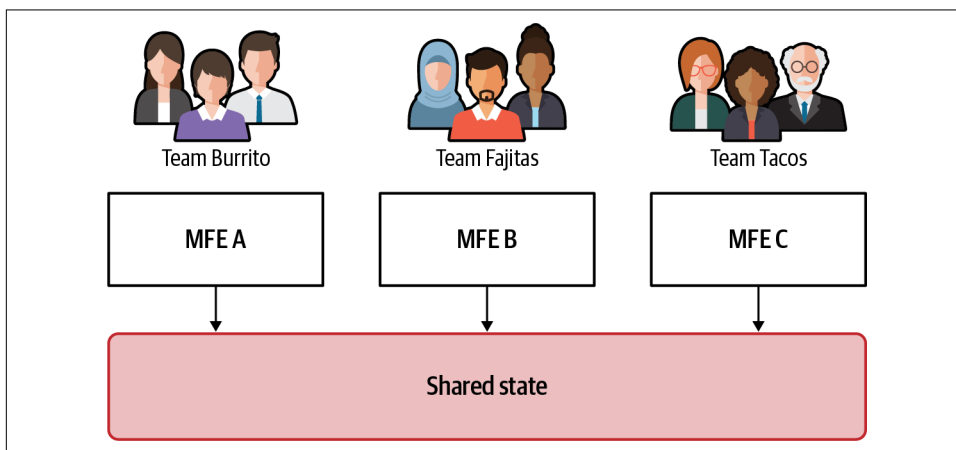 Team Burrito
Team Fajitas
Team Tacos
MFE A
MFE B
MFE C
Shared state